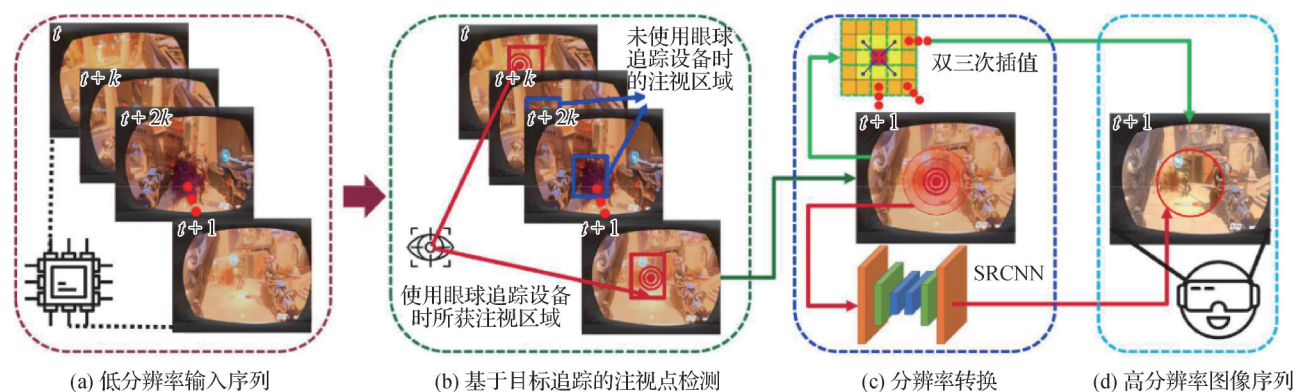 t
t + k
t + 2k
t + 1
(a) 低分辨率输入序列
t
t + k
t + 2k
t + 1
未使用眼球
追踪设备时
的注视区域
使用眼球追踪设备
时所获注视区域
(b) 基于目标追踪的注视点检测
双三次插值
t + 1
SRCNN
(c) 分辨率转换
t + 1
(d) 高分辨率图像序列